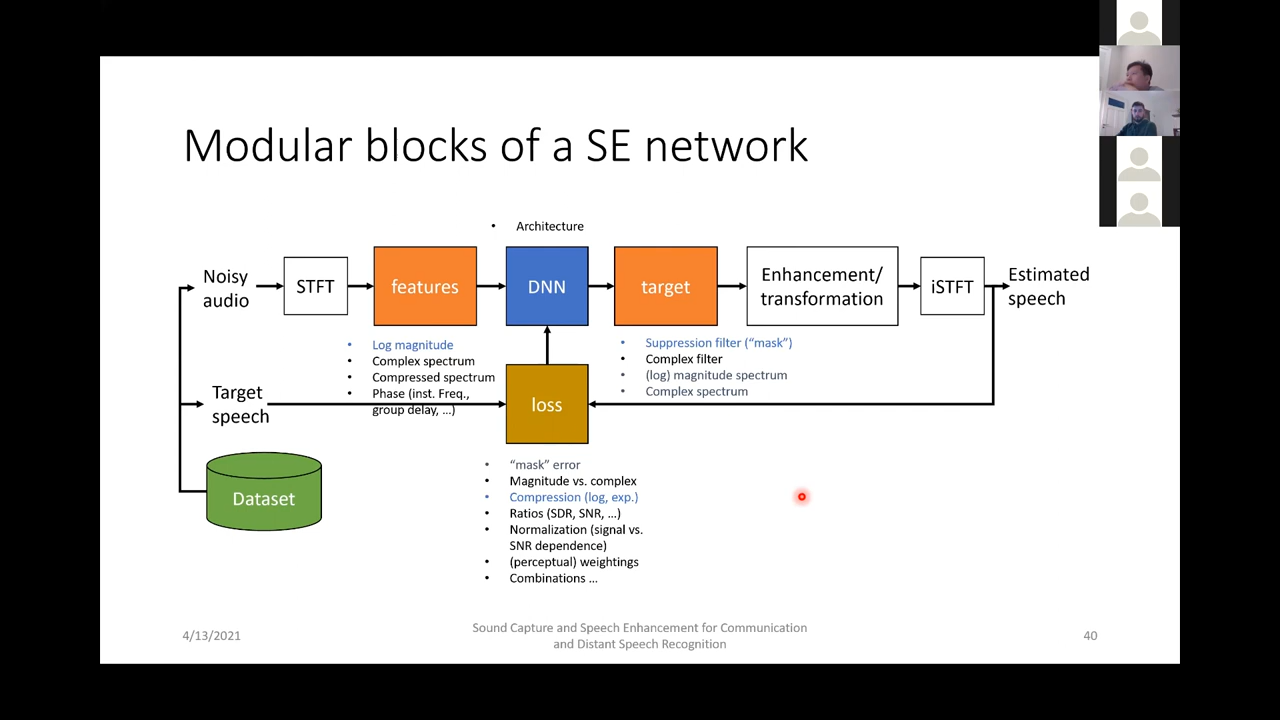 Modular blocks of a SE network
• Architecture
Noisy
audio
STFT
features
DNN
target
Enhancement/
transformation
iSTFT
Estimated
speech
• Log magnitude
• Complex spectrum
• Compressed spectrum
• Phase (inst. Freq.,
group delay, ...)
• Suppression filter (“mask”)
• Complex filter
• (log) magnitude spectrum
• Complex spectrum
Target
speech
loss
Dataset
• “mask” error
• Magnitude vs. complex
• Compression (log, exp.)
• Ratios (SDR, SNR, ...)
• Normalization (signal vs.
SNR dependence)
• (perceptual) weightings
• Combinations ...
4/13/2021
Sound Capture and Speech Enhancement for Communication
and Distant Speech Recognition
40